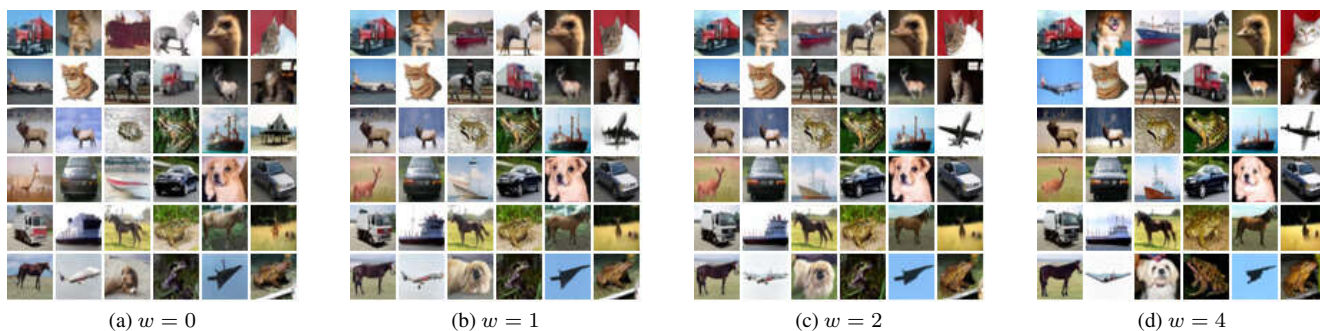 (a) w = 0
(b) w = 1
(c) w = 2
(d) w = 4